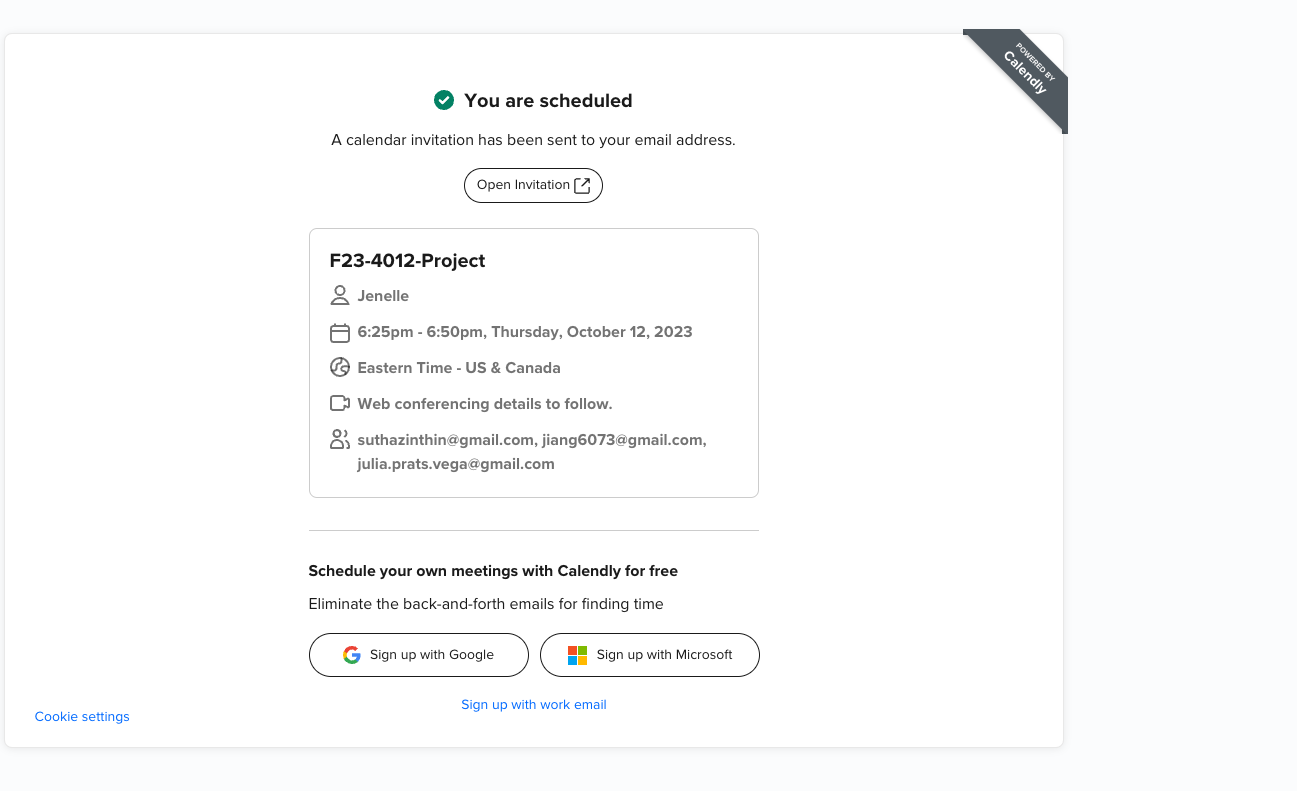 POWERED BY
Calendly
You are scheduled
A calendar invitation has been sent to your email address.
Open Invitation
F23-4012-Project
Jenelle
6:25pm - 6:50pm, Thursday, October 12, 2023
Eastern Time - US & Canada
Web conferencing details to follow.
suthazinthin@gmail.com, jiang6073@gmail.com,
julia.prats.vega@gmail.com
Schedule your own meetings with Calendly for free
Eliminate the back-and-forth emails for finding time
Sign up with Google
Sign up with Microsoft
Sign up with work email
Cookie settings